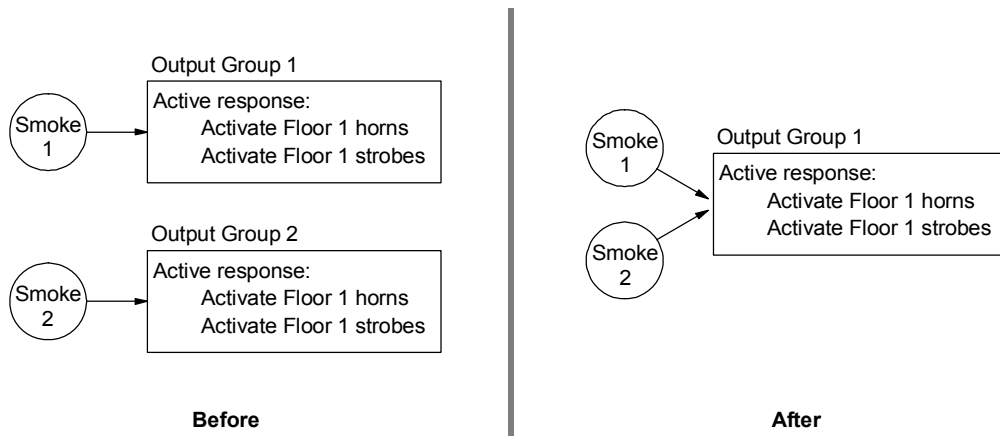 Output Group 1
Smoke
1
Active response:
Activate Floor 1 horns
Activate Floor 1 strobes
Output Group 2
Smoke
2
Active response:
Activate Floor 1 horns
Activate Floor 1 strobes
Before
Smoke
1
Smoke
2
Output Group 1
Active response:
Activate Floor 1 horns
Activate Floor 1 strobes
After